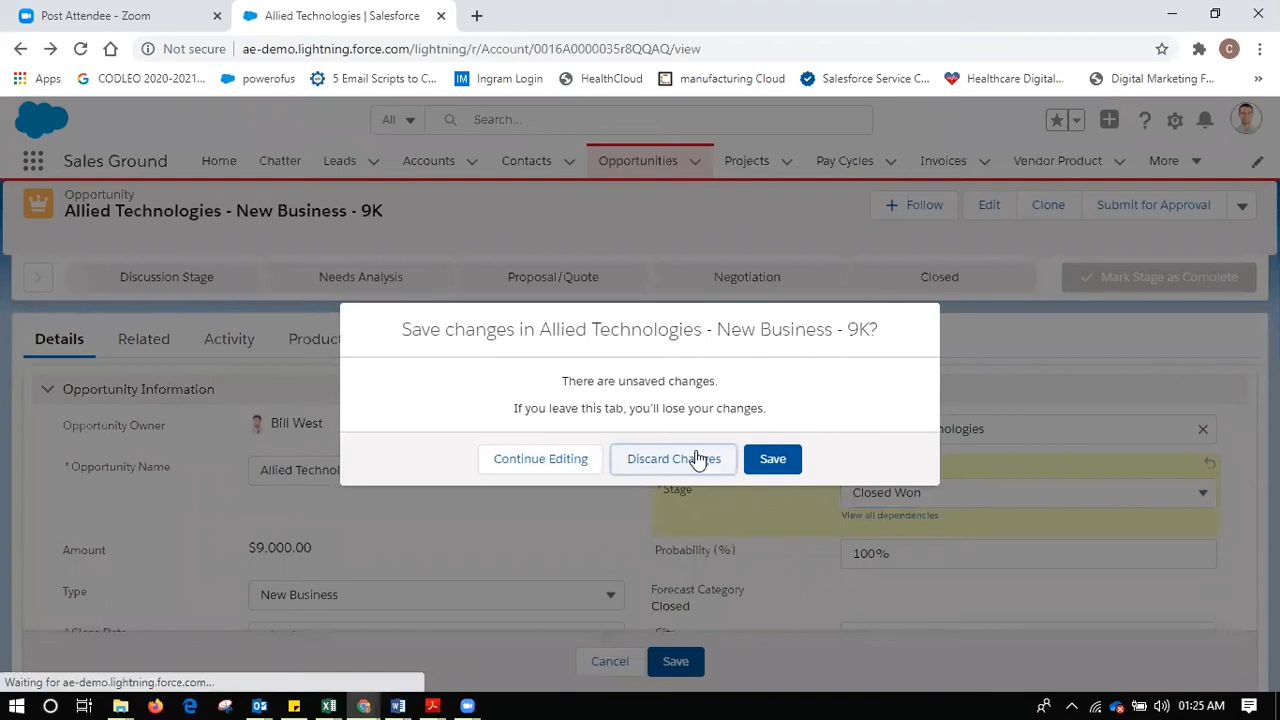 Post Attendee - Zoom
Allied Technologies | Salesforce
Not secure ae-demo.lightning.force.com/lightning/r/Account/0016A0000035r8QQAQ/view
Apps CODLEO 2020-2021... powerofus 5 Email Scripts to C... IM Ingram Login HealthCloud manufacturing Cloud Salesforce Service C... Healthcare Digital... Digital Marketing F... »
All Search...
Sales Ground Home Chatter Leads Accounts Contacts Opportunities Projects Pay Cycles Invoices Vendor Product More
Opportunity
Allied Technologies - New Business - 9K
Follow Edit Clone Submit for Approval
Discussion Stage Needs Analysis Proposal/Quote Negotiation Closed Mark Stage as Complete
Save changes in Allied Technologies - New Business - 9K?
Details Related Activity
There are unsaved changes.
Opportunity Information
If you leave this tab, you'll lose your changes.
Opportunity Owner Bill West
Continue Editing Discard Changes Save
* Opportunity Name
* Stage Closed Won
View all dependencies
Amount $9,000.00 Probability (%) 100%
Type New Business Forecast Category
Closed
Cancel Save
Waiting for ae-demo.lightning.force.com...
01:25 AM